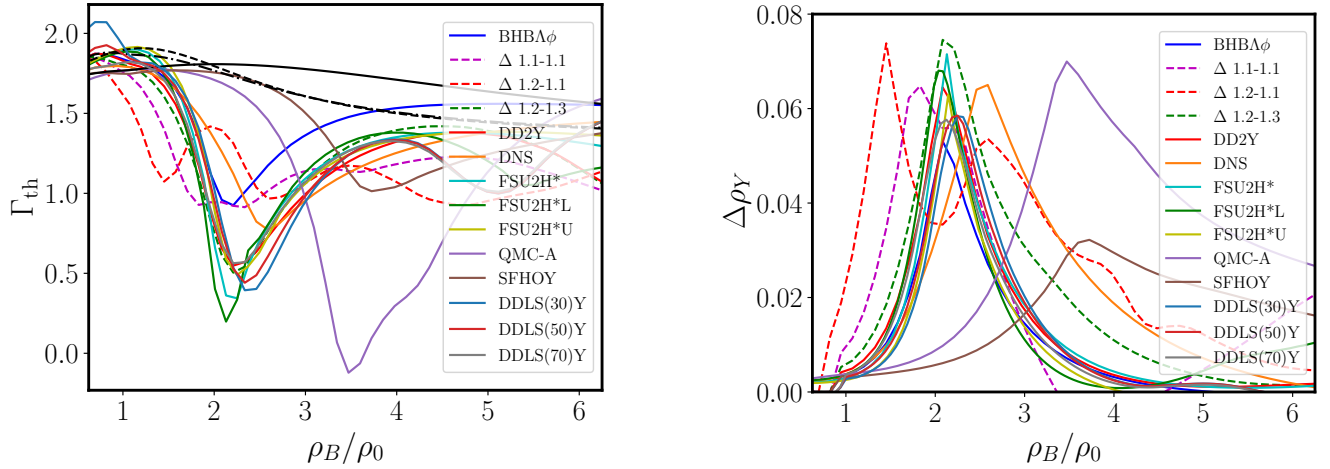 2.0
1.5
1.0
0.5
0.0
Γth
1
2
3
4
5
6
ρB/ρ0
BHBΛϕ
Δ 1.1-1.1
Δ 1.2-1.1
Δ 1.2-1.3
DD2Y
DNS
FSU2H*
FSU2H*L
FSU2H*U
QMC-A
SFHOY
DDLS(30)Y
DDLS(50)Y
DDLS(70)Y
0.08
0.06
0.04
0.02
0.00
ΔρY
1
2
3
4
5
6
ρB/ρ0
BHBΛϕ
Δ 1.1-1.1
Δ 1.2-1.1
Δ 1.2-1.3
DD2Y
DNS
FSU2H*
FSU2H*L
FSU2H*U
QMC-A
SFHOY
DDLS(30)Y
DDLS(50)Y
DDLS(70)Y